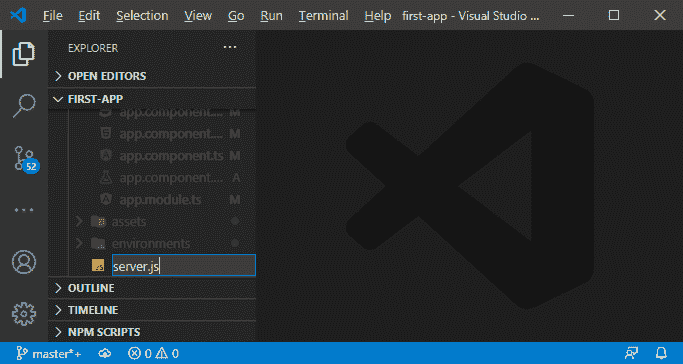 File Edit Selection View Go Run Terminal Help first-app - Visual Studio ...
EXPLORER
OPEN EDITORS
FIRST-APP
app.component.... M
app.component.... M
app.component.ts M
app.component.... A
app.module.ts M
assets
environments
JS server.js
OUTLINE
TIMELINE
NPM SCRIPTS
52
master*+ 0 0